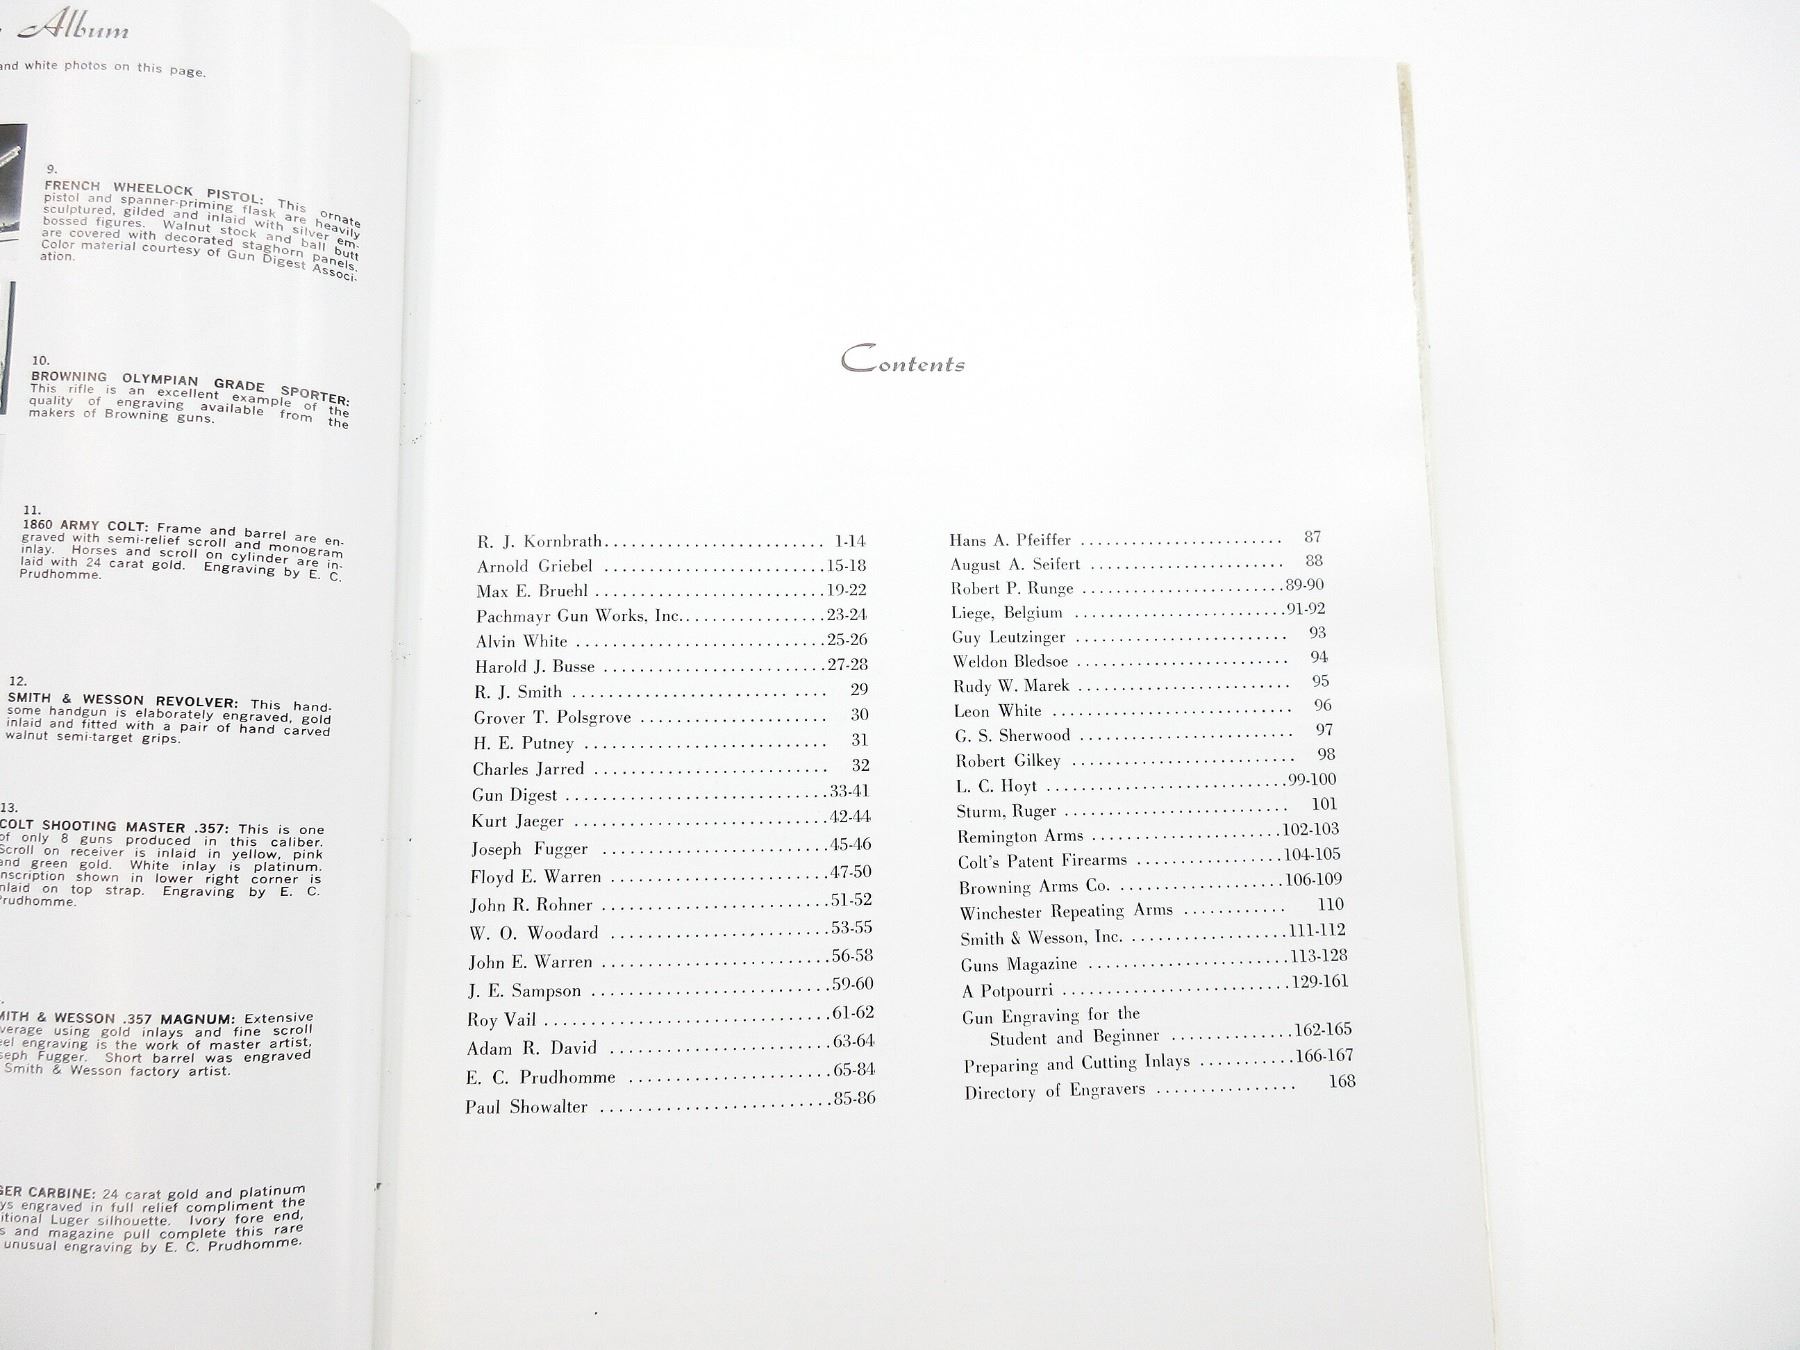 Album
and white photos on this page.
9.
FRENCH WHEELOCK PISTOL: This ornate
pistol and spanner-priming flask are heavily
sculptured, gilded and inlaid with silver em-
bossed figures. Walnut stock and ball butt
are covered with decorated staghorn panels.
Color material courtesy of Gun Digest Associ-
ation.
10.
BROWNING OLYMPIAN GRADE SPORTER:
This rifle is an excellent example of the
quality of engraving available from the
makers of Browning guns.
11.
1860 ARMY COLT: Frame and barrel are en-
graved with semi-relief scroll and monogram
inlay. Horses and scroll on cylinder are in-
laid with 24 carat gold. Engraving by E. C.
Prudhomme.
12.
SMITH & WESSON REVOLVER: This hand-
some handgun is elaborately engraved, gold
inlaid and fitted with a pair of hand carved
walnut semi-target grips.
13.
COLT SHOOTING MASTER .357: This is one
of only 8 guns produced in this caliber.
Scroll on receiver is inlaid in yellow, pink
and green gold. White inlay is platinum.
nscription shown in lower right corner is
nlaid on top strap. Engraving by E. C.
Prudhomme.
MITH & WESSON .357 MAGNUM: Extensive
verage using gold inlays and fine scroll
eel engraving is the work of master artist,
seph Fugger. Short barrel was engraved
Smith & Wesson factory artist.
GER CARBINE: 24 carat gold and platinum
ys engraved in full relief compliment the
itional Luger silhouette. Ivory fore end,
s and magazine pull complete this rare
unusual engraving by E. C. Prudhomme.
Contents
R. J. Kornbrath......................... 1-14
Arnold Griebel .........................15-18
Max E. Bruehl .........................19-22
Pachmayr Gun Works, Inc................23-24
Alvin White ...........................25-26
Harold J. Busse ........................27-28
R. J. Smith ........................... 29
Grover T. Polsgrove ..................... 30
H. E. Putney ........................... 31
Charles Jarred .......................... 32
Gun Digest ............................33-41
Kurt Jaeger ............................42-44
Joseph Fugger ..........................45-46
Floyd E. Warren ........................47-50
John R. Rohner .........................51-52
W. O. Woodard ........................53-55
John E. Warren .........................56-58
J. E. Sampson ..........................59-60
Roy Vail ...............................61-62
Adam R. David .........................63-64
E. C. Prudhomme .......................65-84
Paul Showalter ..........................85-86
Hans A. Pfeiffer ....................... 87
August A. Seifert ...................... 88
Robert P. Runge .......................89-90
Liege, Belgium ........................91-92
Guy Leutzinger ........................ 93
Weldon Bledsoe ........................ 94
Rudy W. Marek ........................ 95
Leon White ........................... 96
G. S. Sherwood ........................ 97
Robert Gilkey ......................... 98
L. C. Hoyt ...........................99-100
Sturm, Ruger ......................... 101
Remington Arms .....................102-103
Colt's Patent Firearms ................104-105
Browning Arms Co. ..................106-109
Winchester Repeating Arms ............ 110
Smith & Wesson, Inc. .................111-112
Guns Magazine ......................113-128
A Potpourri .........................129-161
Gun Engraving for the
Student and Beginner .............162-165
Preparing and Cutting Inlays ...........166-167
Directory of Engravers ................ 168